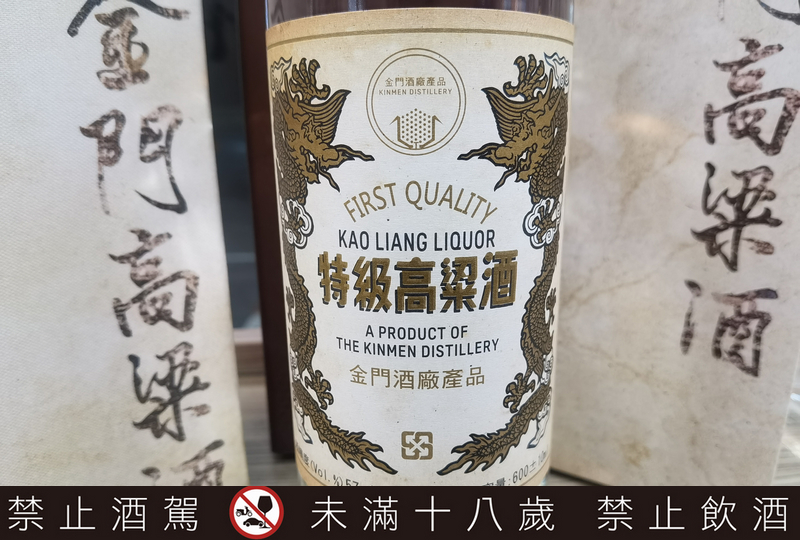 金門高粱酒
金門酒廠產品
KINMEN DISTILLERY
FIRST QUALITY
KAO LIANG LIQUOR
特級高粱酒
A PRODUCT OF
THE KINMEN DISTILLERY
金門酒廠產品
(Vol.%)
600±
高粱酒
禁止酒駕 未滿十八歲 禁止飲酒